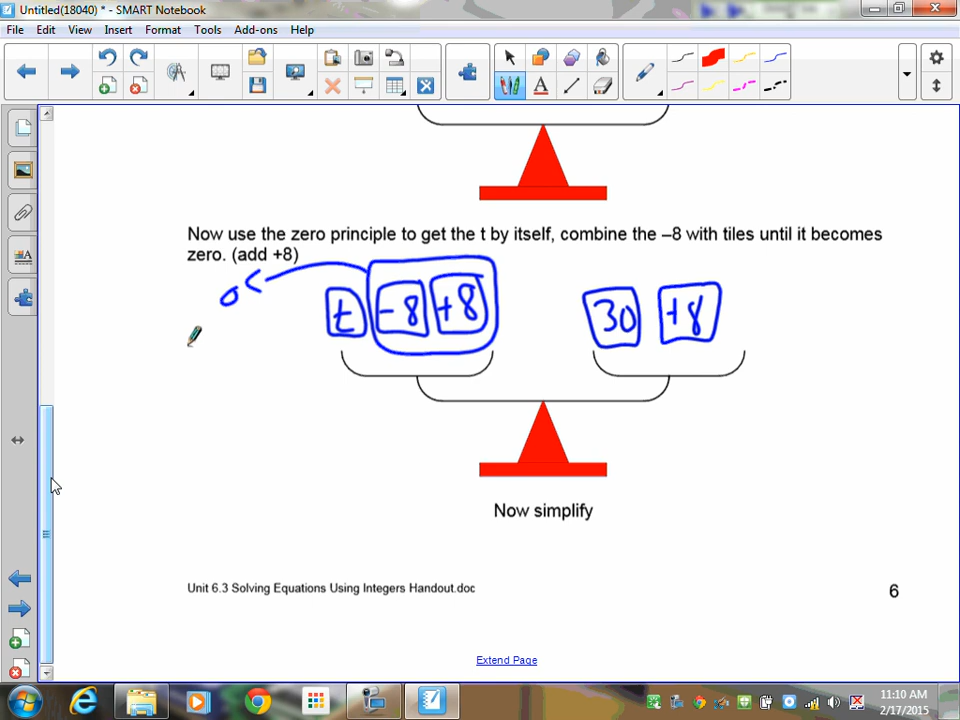 Untitled(18040) * - SMART Notebook
File Edit View Insert Format Tools Add-ons Help
Now use the zero principle to get the t by itself, combine the –8 with tiles until it becomes
zero. (add +8)
0 t -8 +8 30 +8
Now simplify
Unit 6.3 Solving Equations Using Integers Handout.doc 6
Extend Page
11:10 AM
2/17/2015